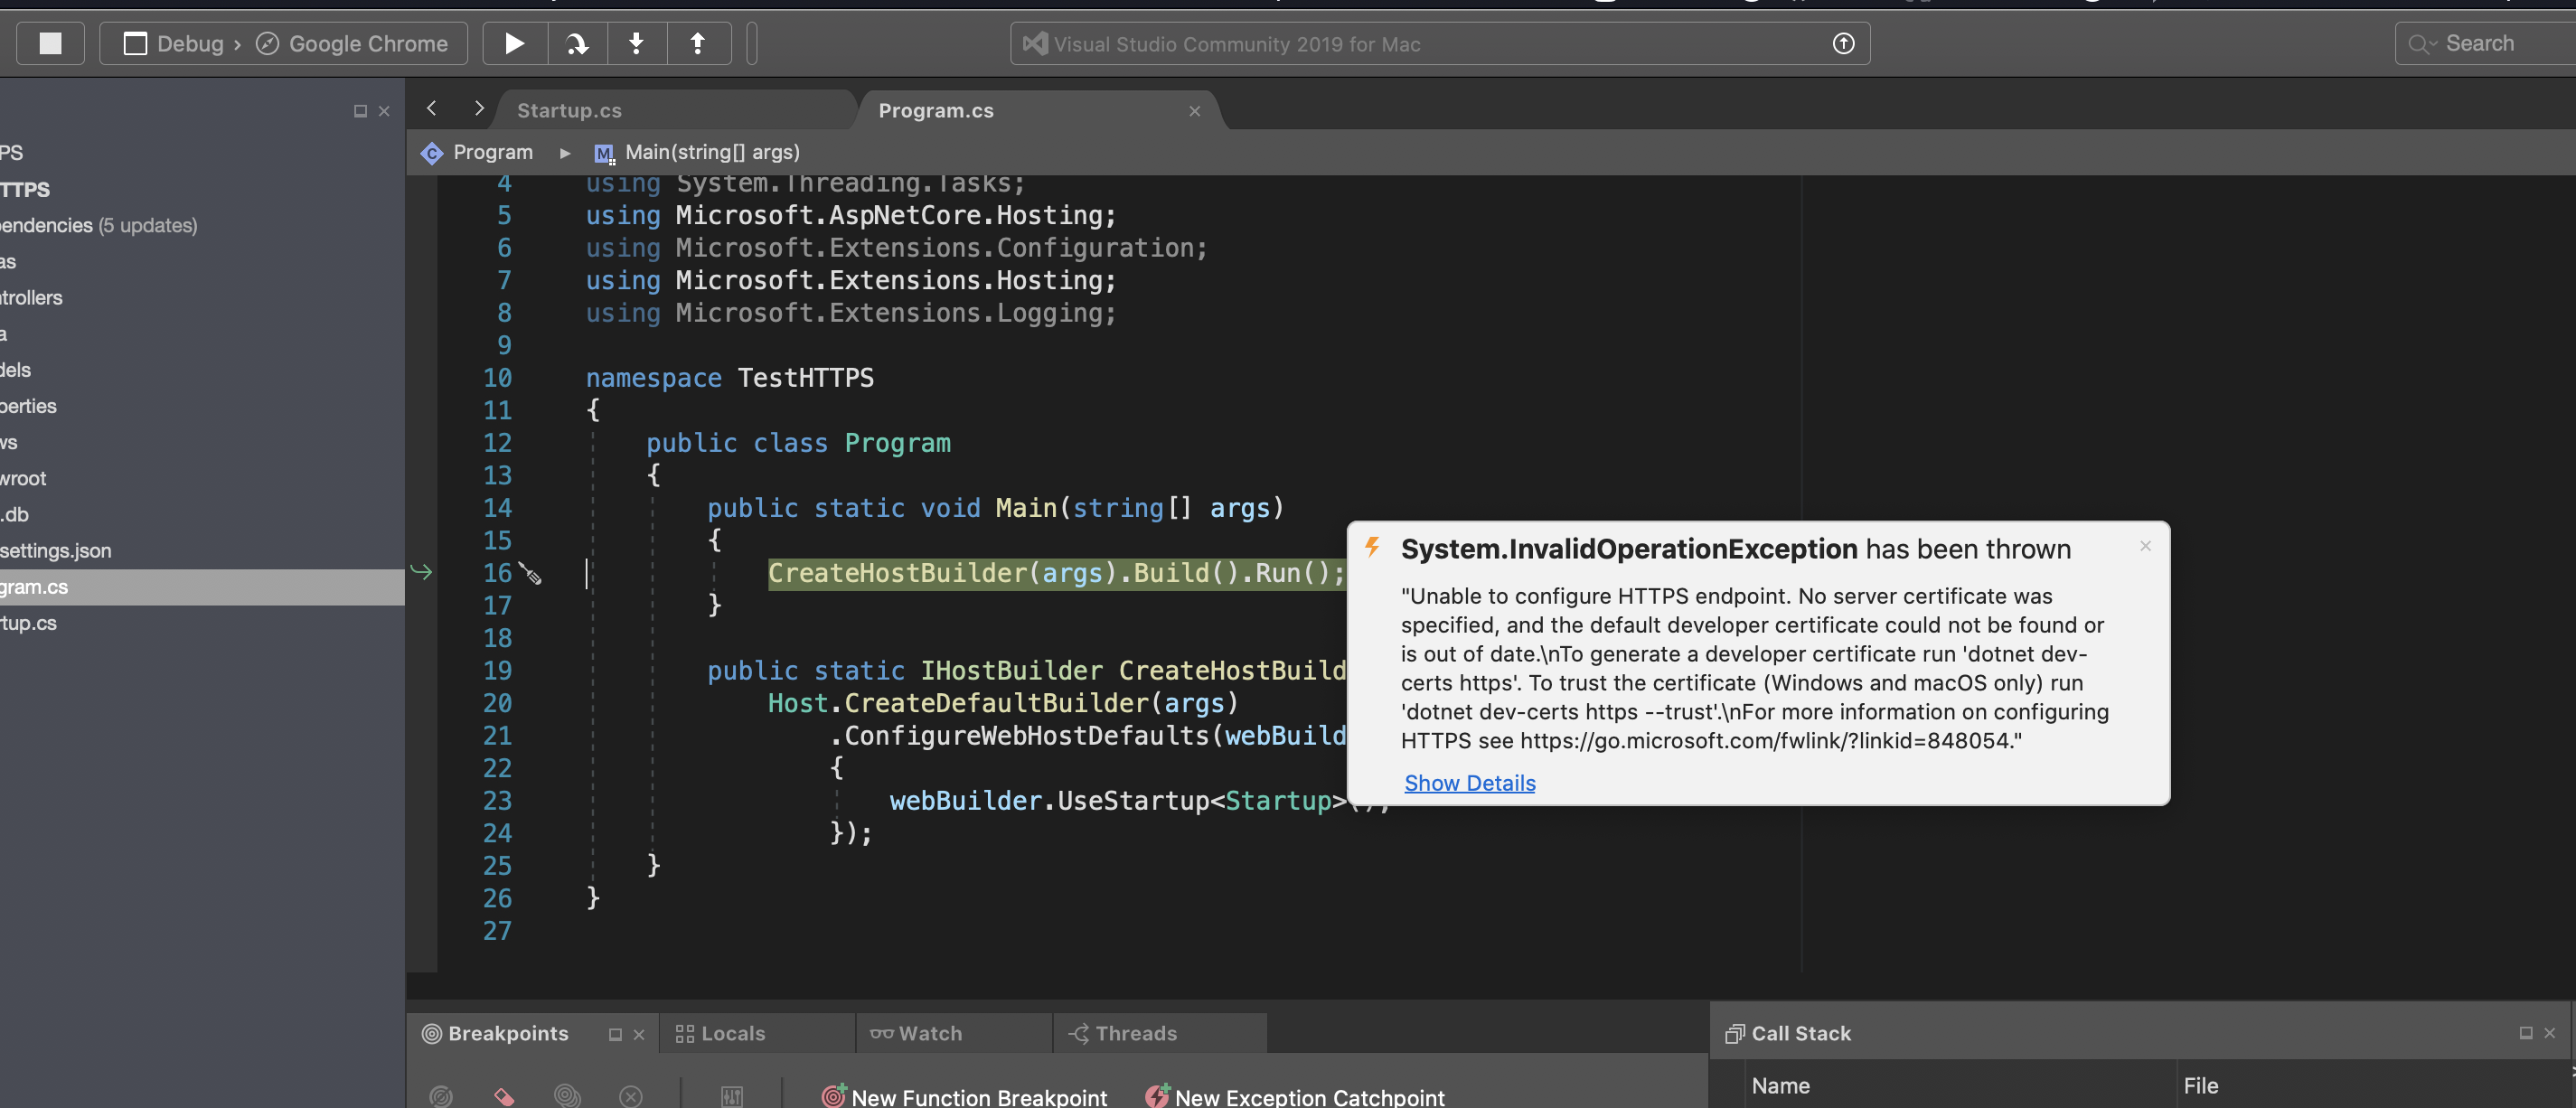 Debug › Google Chrome
Visual Studio Community 2019 for Mac
Search
Startup.cs
Program.cs
Program ▸ Main(string[] args)
PS
TTPS
endencies (5 updates)
as
trollers
a
dels
perties
ws
wroot
.db
settings.json
gram.cs
tup.cs
4 using System.Threading.Tasks;
5 using Microsoft.AspNetCore.Hosting;
6 using Microsoft.Extensions.Configuration;
7 using Microsoft.Extensions.Hosting;
8 using Microsoft.Extensions.Logging;
9
10 namespace TestHTTPS
11 {
12 public class Program
13 {
14 public static void Main(string[] args)
15 {
16 CreateHostBuilder(args).Build().Run();
17 }
18
19 public static IHostBuilder CreateHostBuild
20 Host.CreateDefaultBuilder(args)
21 .ConfigureWebHostDefaults(webBuild
22 {
23 webBuilder.UseStartup<Startup>();
24 });
25 }
26 }
27
System.InvalidOperationException has been thrown
"Unable to configure HTTPS endpoint. No server certificate was
specified, and the default developer certificate could not be found or
is out of date.\nTo generate a developer certificate run 'dotnet dev-
certs https'. To trust the certificate (Windows and macOS only) run
'dotnet dev-certs https --trust'.\nFor more information on configuring
HTTPS see https://go.microsoft.com/fwlink/?linkid=848054."
Show Details
Breakpoints
Locals
Watch
Threads
New Function Breakpoint
New Exception Catchpoint
Call Stack
Name
File